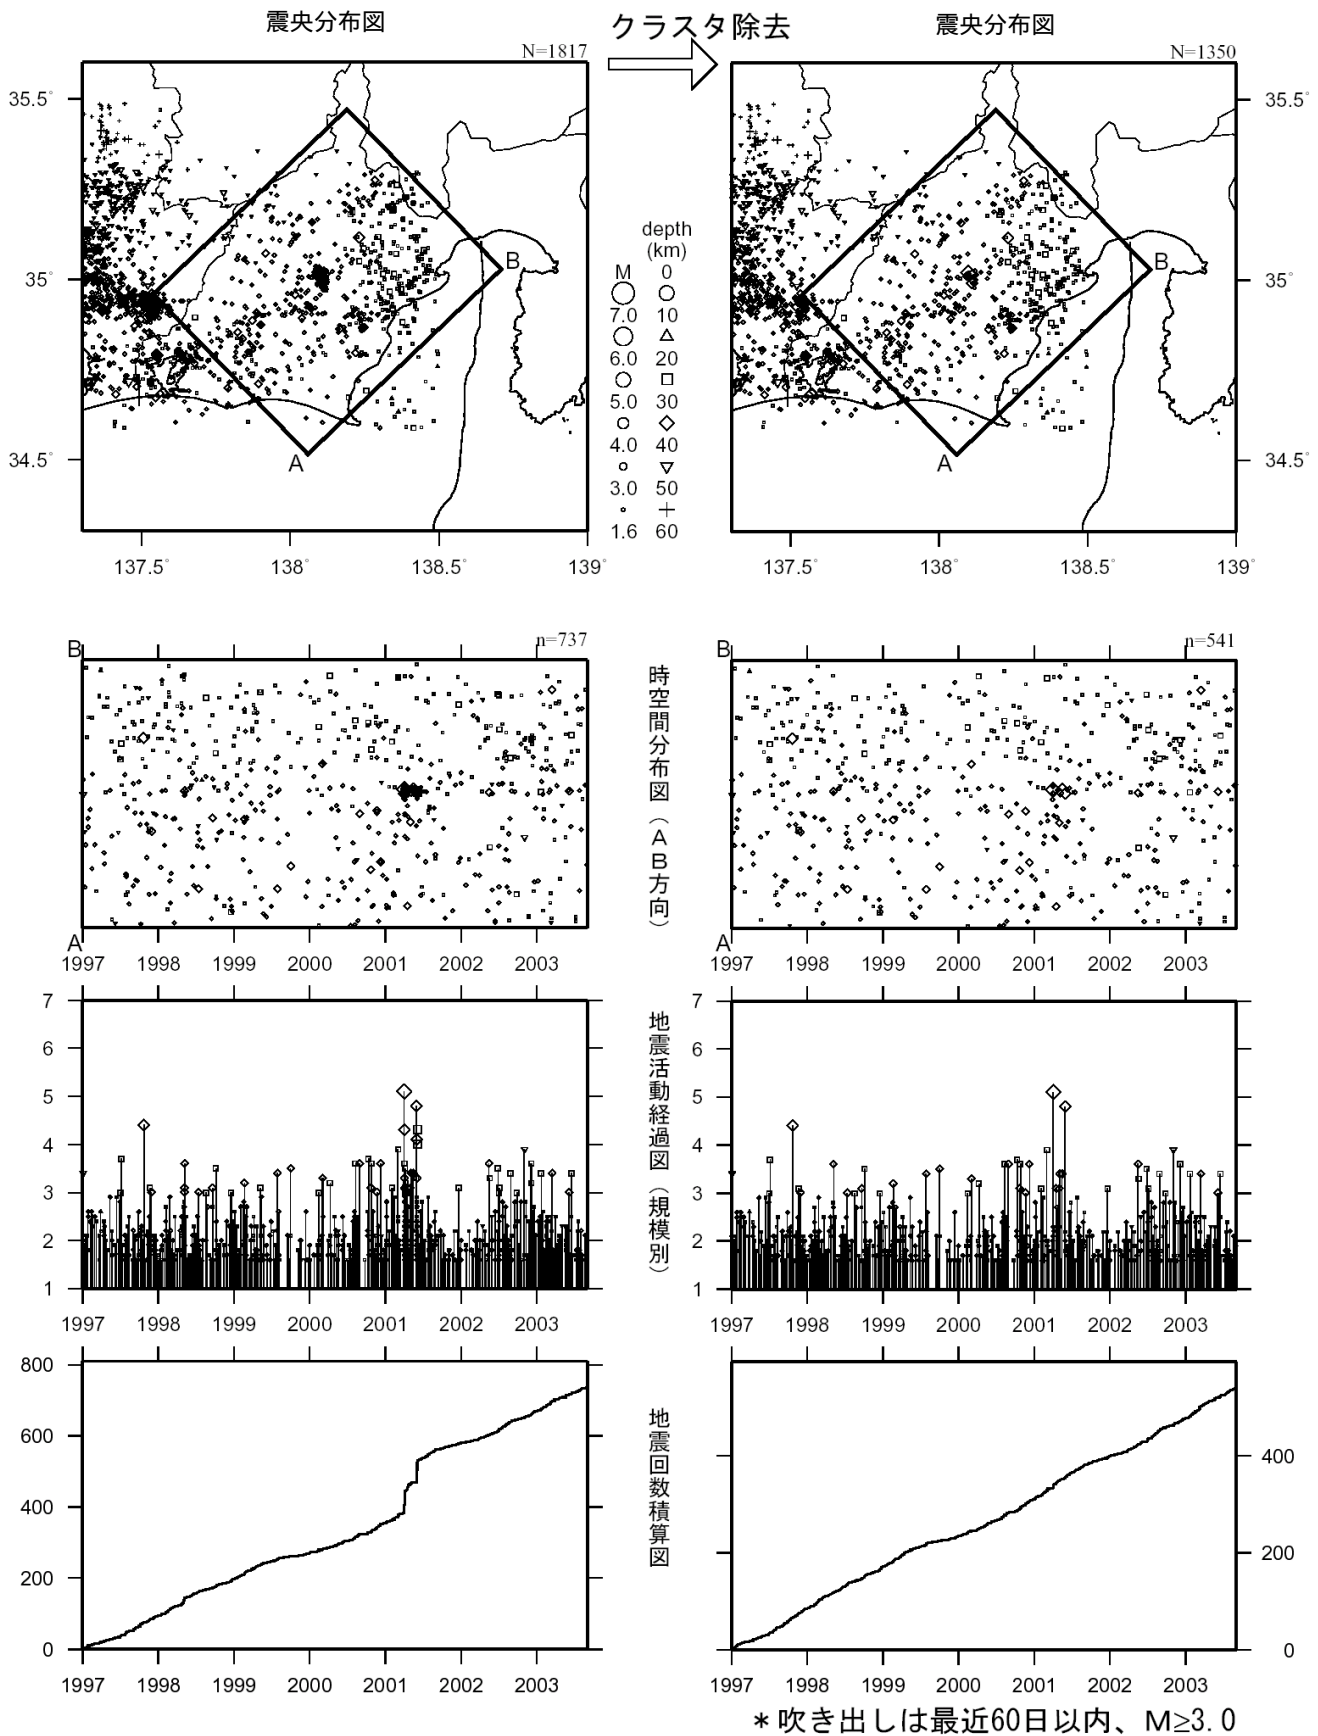 震央分布図
クラスタ除去
震央分布図
N=1817
N=1350
35.5°
35°
34.5°
137.5°
138°
138.5°
139°
A
B
depth
(km)
M 0
7.0 10
6.0 20
5.0 30
4.0 40
3.0 50
1.6 60
35.5°
35°
34.5°
137.5°
138°
138.5°
139°
A
B
B
n=737
A
1997 1998 1999 2000 2001 2002 2003
時空間分布図（AB方向）
B
n=541
A
1997 1998 1999 2000 2001 2002 2003
7
6
5
4
3
2
1
1997 1998 1999 2000 2001 2002 2003
地震活動経過図（規模別）
7
6
5
4
3
2
1
1997 1998 1999 2000 2001 2002 2003
800
600
400
200
0
1997 1998 1999 2000 2001 2002 2003
地震回数積算図
400
200
0
1997 1998 1999 2000 2001 2002 2003
＊吹き出しは最近60日以内、M≥3.0